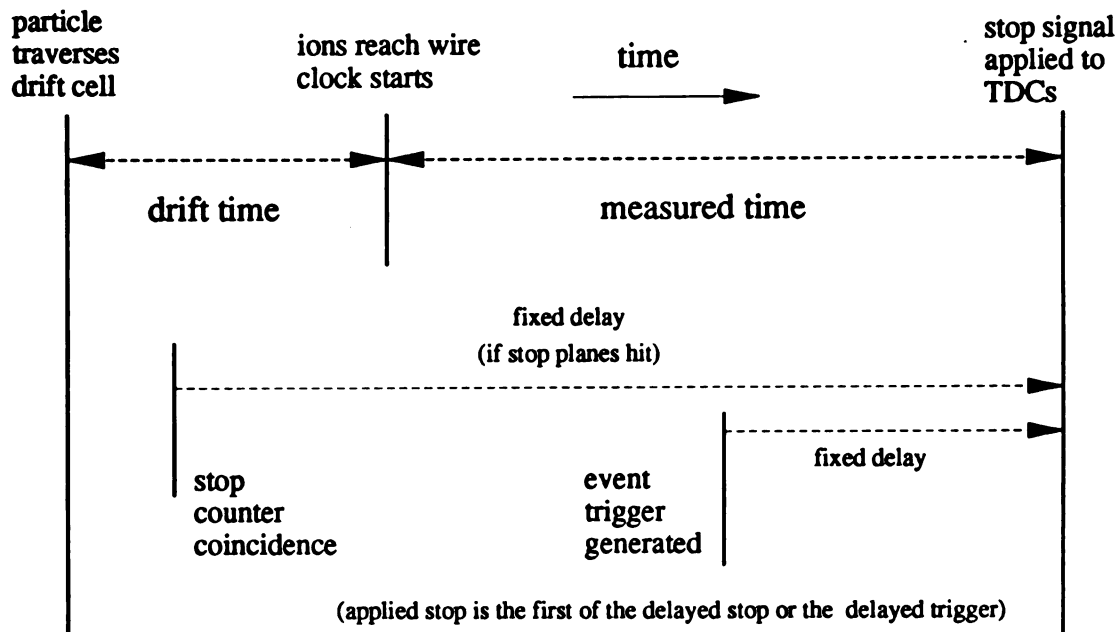 particle
traverses
drift cell
ions reach wire
clock starts
time
stop signal
applied to
TDCs
drift time
measured time
fixed delay
(if stop planes hit)
fixed delay
stop
counter
coincidence
event
trigger
generated
(applied stop is the first of the delayed stop or the delayed trigger)